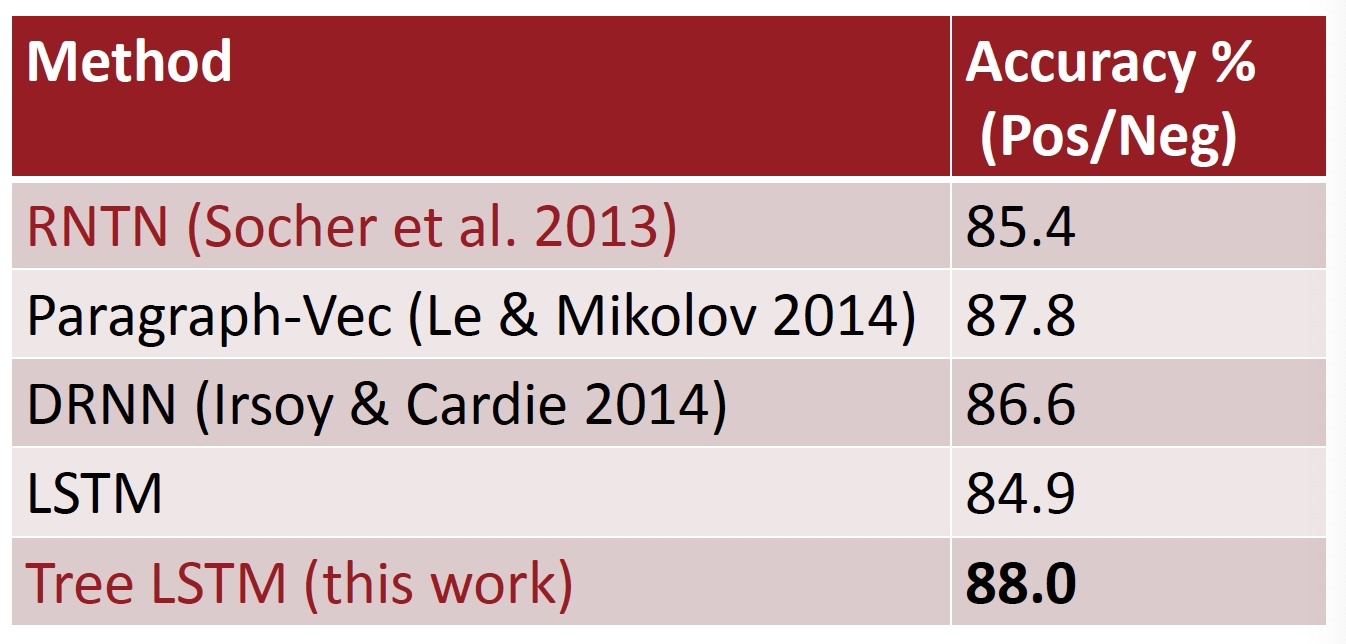 Method
Accuracy %
(Pos/Neg)
RNTN (Socher et al. 2013)
85.4
Paragraph-Vec (Le & Mikolov 2014)
87.8
DRNN (Irsoy & Cardie 2014)
86.6
LSTM
84.9
Tree LSTM (this work)
88.0